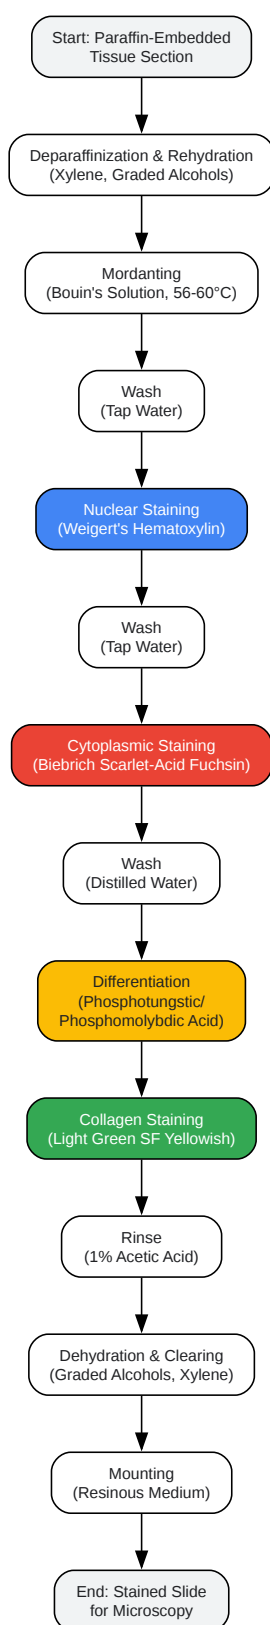 Start: Paraffin-Embedded
Tissue Section
Deparaffinization & Rehydration
(Xylene, Graded Alcohols)
Mordanting
(Bouin's Solution, 56-60°C)
Wash
(Tap Water)
Nuclear Staining
(Weigert's Hematoxylin)
Wash
(Tap Water)
Cytoplasmic Staining
(Biebrich Scarlet-Acid Fuchsin)
Wash
(Distilled Water)
Differentiation
(Phosphotungstic/
Phosphomolybdic Acid)
Collagen Staining
(Light Green SF Yellowish)
Rinse
(1% Acetic Acid)
Dehydration & Clearing
(Graded Alcohols, Xylene)
Mounting
(Resinous Medium)
End: Stained Slide
for Microscopy